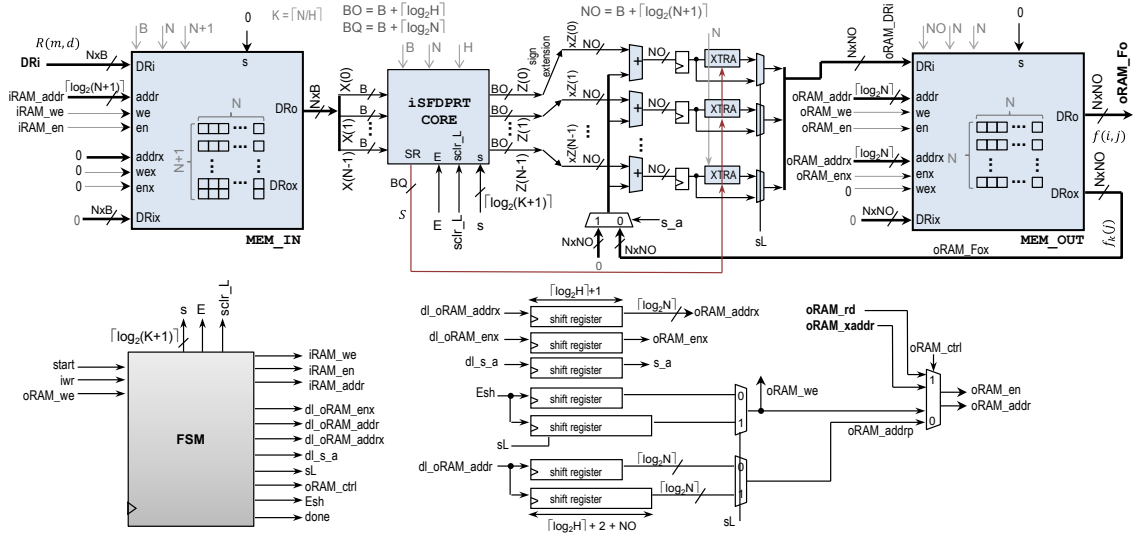 B N N+1
K = ⌈N/H⌉
0
BO = B + ⌈log2H⌉
BQ = B + ⌈log2N⌉
B N H
NO = B + ⌈log2(N+1)⌉
N
NO N N
0
R(m,d)
DRi NxB DRi
s
⌈log2(N+1)⌉
iRAM_addr addr
iRAM_we we
iRAM_en en
0 addrx
0 wex
0 enx
0 NxB DRix
N
N+1
DRo
DRox
MEM_IN
NxB
X(0) B
X(1) B
X(N-1) B
iSFDPRT
CORE
SR E sclr_L s
BQ
S
E sclr_L s
⌈log2(K+1)⌉
BO Z(0)
BO Z(1)
BO Z(N-1)
sign
extension
xZ(0) NO
xZ(1) NO
xZ(N-1) NO
+ NO XTRA
+ NO XTRA
+ NO XTRA
1 0 s_a
NxNO NxNO
0
sL
oRAM_Fox
NxNO
oRAM_DRi
DRi
s
oRAM_addr ⌈log2N⌉ addr
oRAM_we we
oRAM_en en
oRAM_addrx ⌈log2N⌉ addrx
oRAM_enx enx
0 wex
0 NxNO DRix
N
N
DRo
DRox
MEM_OUT
NxNO
oRAM_Fo
f(i,j)
NxNO
fk(j)
s E sclr_L
⌈log2(K+1)⌉
start
iwr
oRAM_we
FSM
iRAM_we
iRAM_en
iRAM_addr
dl_oRAM_enx
dl_oRAM_addr
dl_oRAM_addrx
dl_s_a
sL
oRAM_ctrl
Esh
done
⌈log2H⌉+1
dl_oRAM_addrx shift register ⌈log2N⌉ oRAM_addrx
dl_oRAM_enx shift register oRAM_enx
dl_s_a shift register s_a
Esh shift register 0
shift register 1
sL
oRAM_we
dl_oRAM_addr shift register ⌈log2N⌉ 0
shift register ⌈log2N⌉ 1
⌈log2H⌉ + 2 + NO
sL
oRAM_rd
oRAM_xaddr
oRAM_ctrl
1
0
oRAM_addrp
oRAM_en
oRAM_addr